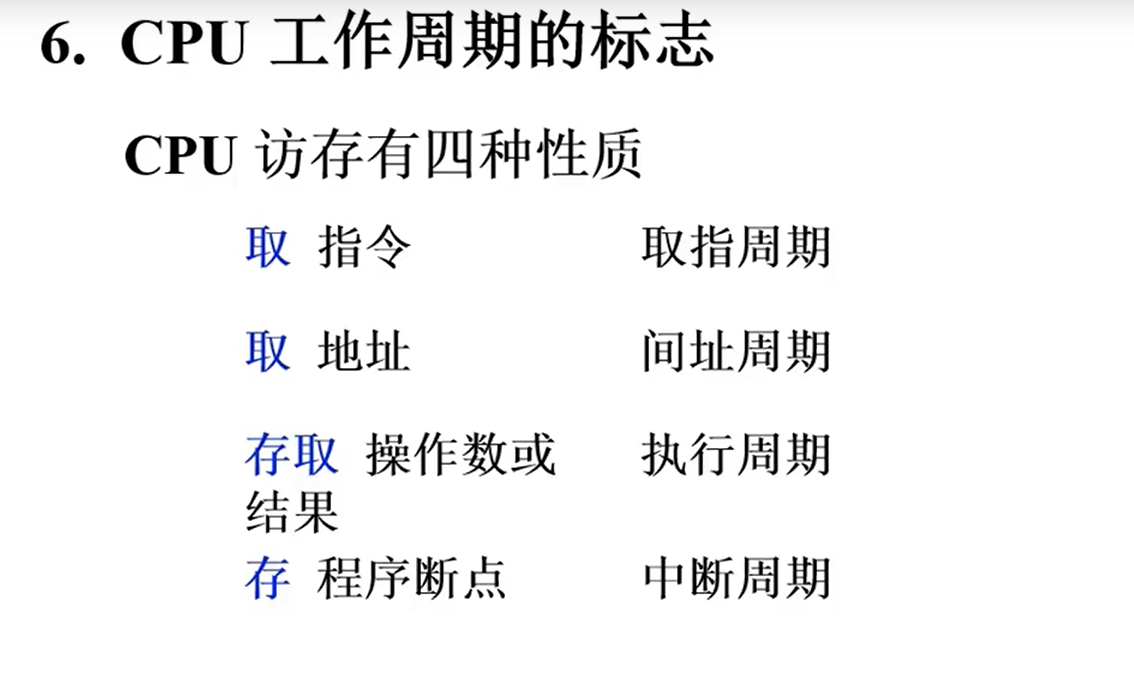 6. CPU 工作周期的标志
CPU 访存有四种性质
取 指令 取指周期
取 地址 间址周期
存取 操作数或 执行周期
结果
存 程序断点 中断周期